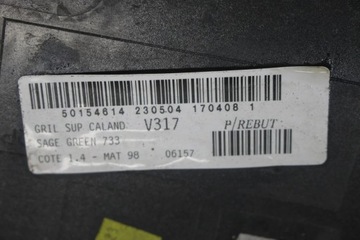 50154614 230504 170408 1
GRIL SUP CALAND V317 P/REBUT
SAGE GREEN 733
COTE 1.4 - MAT 98 06157